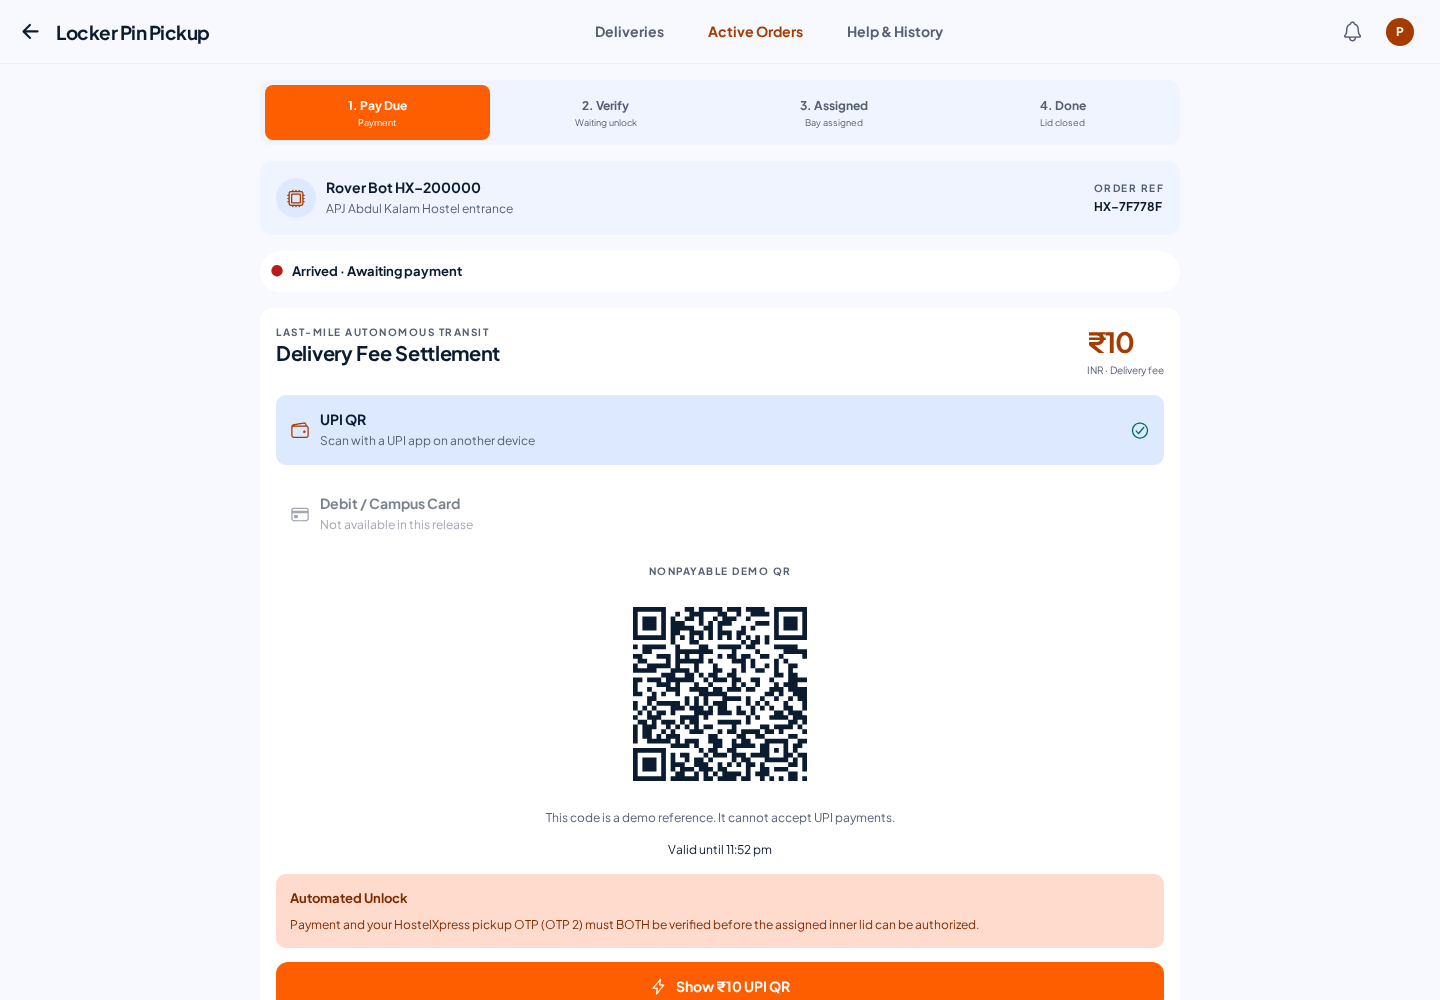 Locker Pin Pickup
Deliveries
Active Orders
Help & History
P
1. Pay Due
Payment
2. Verify
Waiting unlock
3. Assigned
Bay assigned
4. Done
Lid closed
Rover Bot HX-200000
APJ Abdul Kalam Hostel entrance
ORDER REF
HX-7F778F
Arrived · Awaiting payment
LAST-MILE AUTONOMOUS TRANSIT
Delivery Fee Settlement
₹10
INR · Delivery fee
UPI QR
Scan with a UPI app on another device
Debit / Campus Card
Not available in this release
NONPAYABLE DEMO QR
This code is a demo reference. It cannot accept UPI payments.
Valid until 11:52 pm
Automated Unlock
Payment and your HostelXpress pickup OTP (OTP 2) must BOTH be verified before the assigned inner lid can be authorized.
Show ₹10 UPI QR